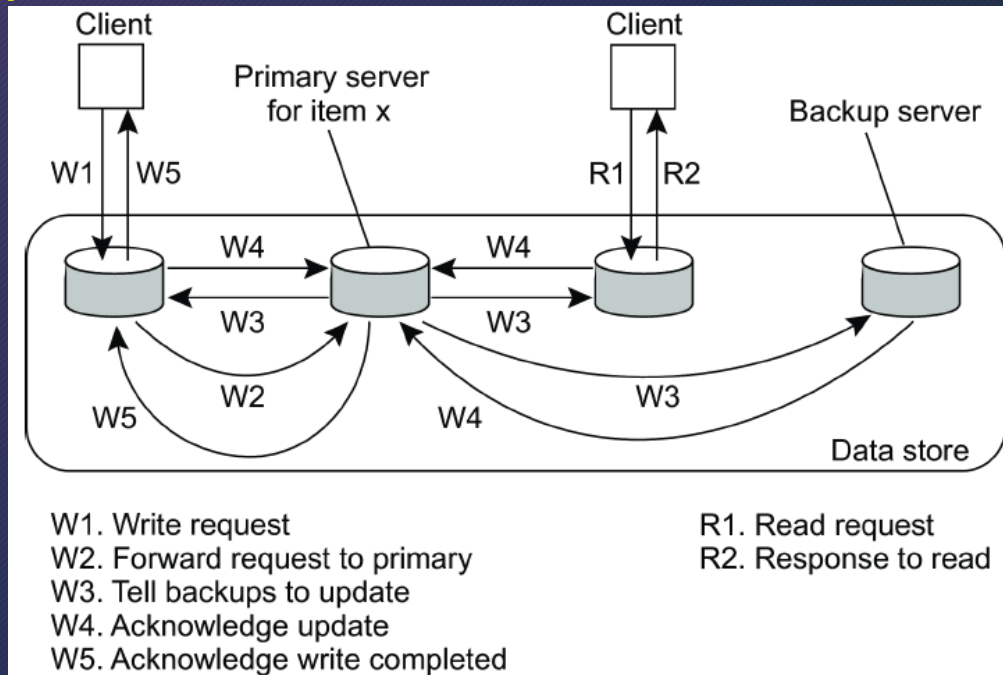 Client
Client
Primary server
for item x
Backup server
W1
W5
R1
R2
W4
W4
W3
W3
W2
W5
W3
W4
Data store
W1. Write request
W2. Forward request to primary
W3. Tell backups to update
W4. Acknowledge update
W5. Acknowledge write completed
R1. Read request
R2. Response to read